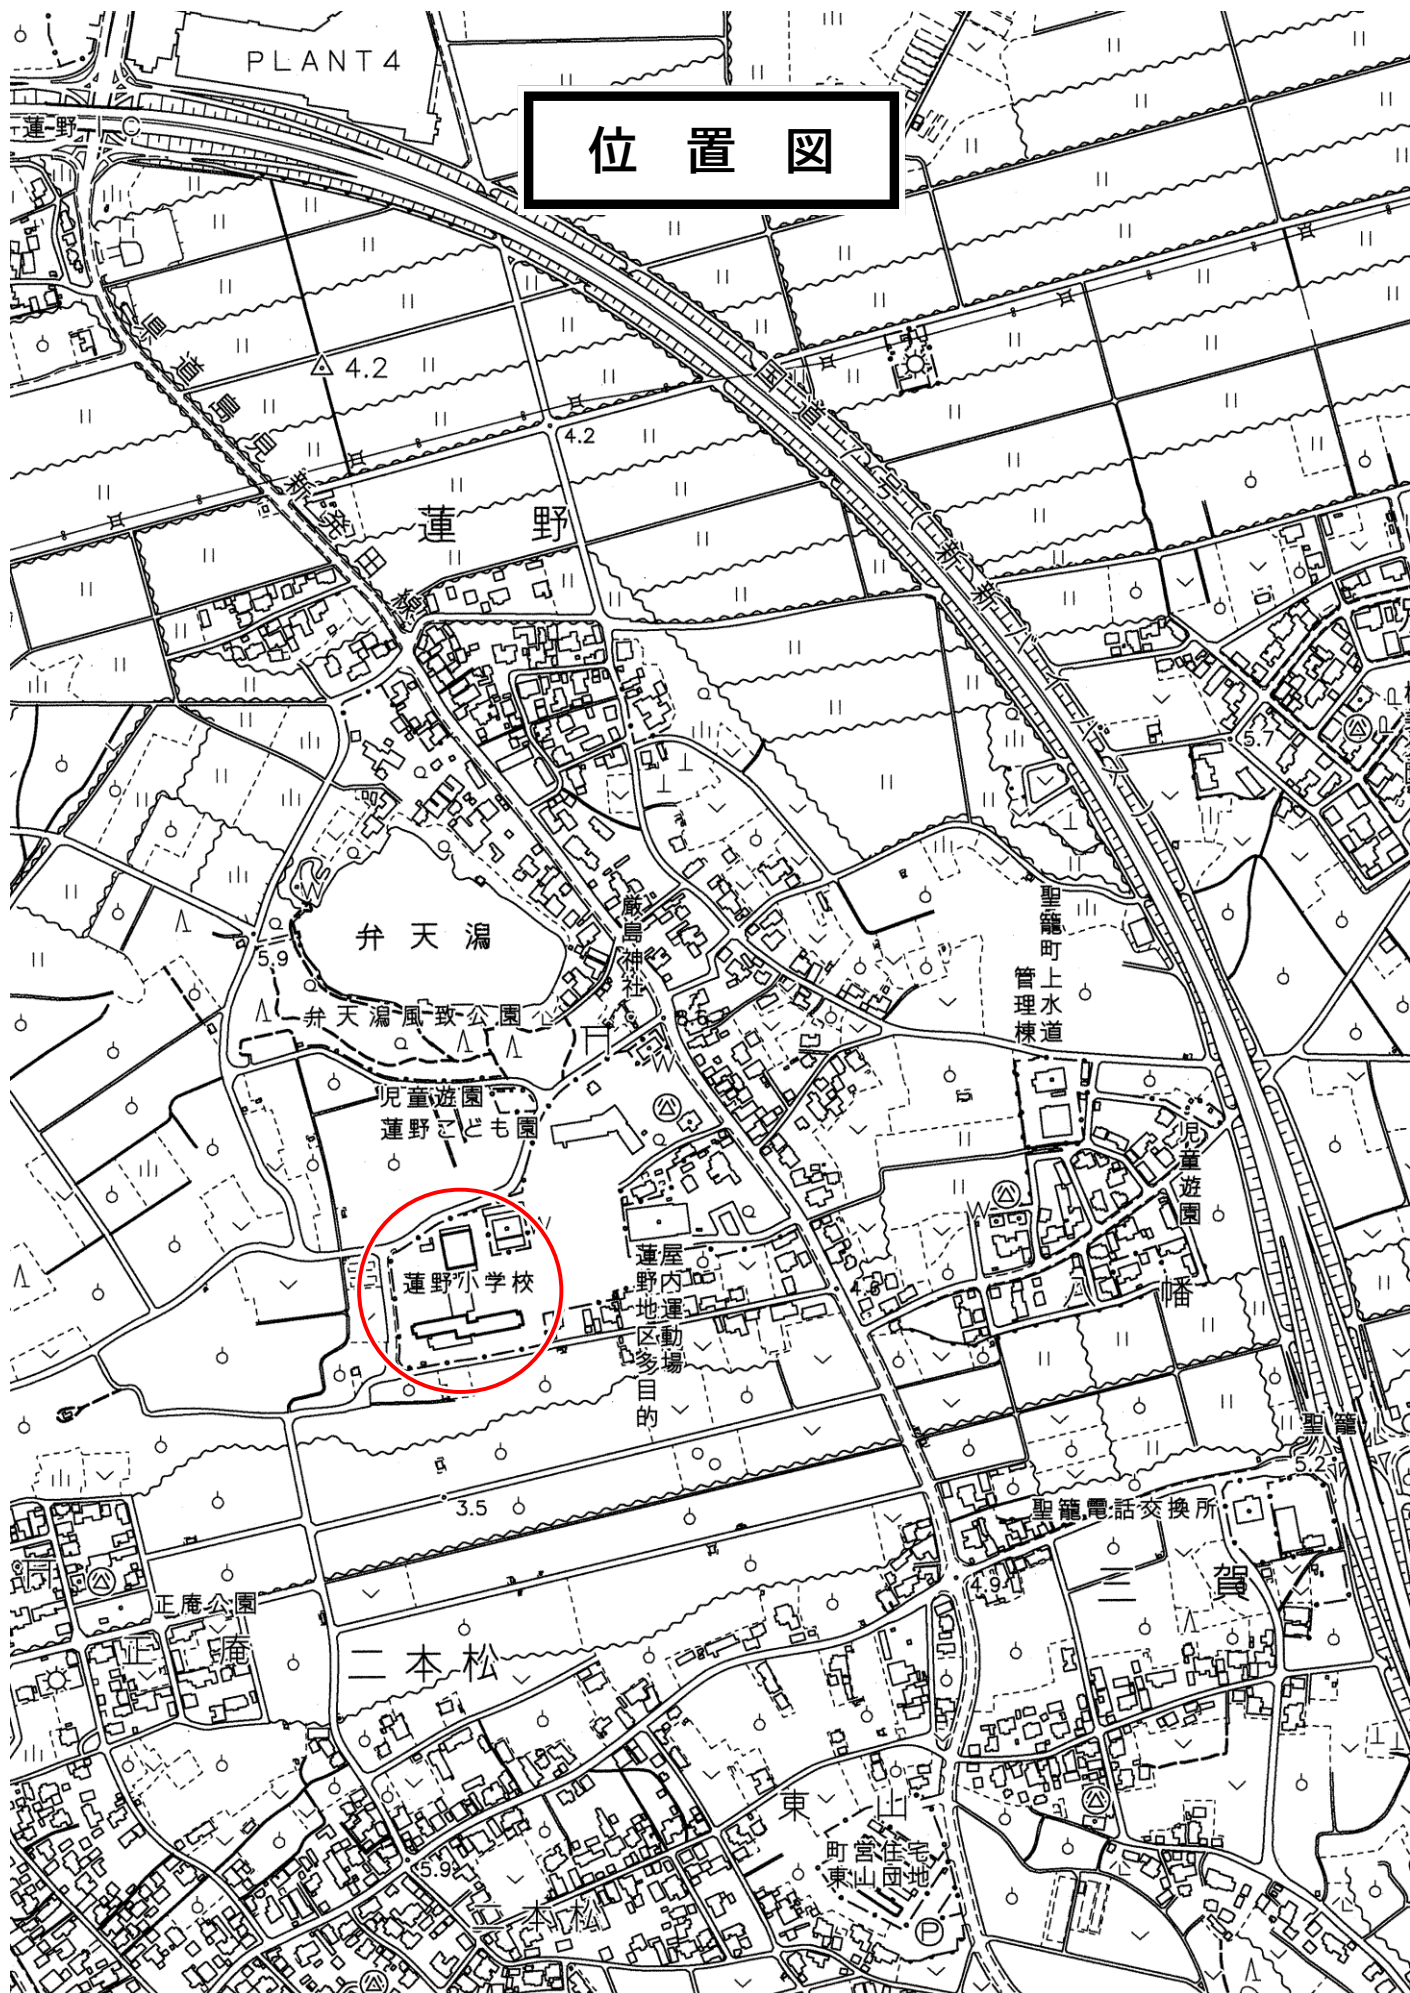 PLANT4
位置図
蓮野IC
県道島見新発田線
4.2
国道7号新新バイパス
4.2
蓮野
5.7
厳島神社
弁天潟
聖籠町上水道
管理棟
5.9
弁天潟風致公園
8.6
児童遊園
蓮野こども園
児童遊園
屋内運動場
蓮野地区多目的
蓮野小学校
4.8
八幡
聖籠I.C
5.2
3.5
聖籠電話交換所
4.9
三賀
正庵公園
正庵
二本松
東山
町営住宅
東山団地
5.9
二本松
P